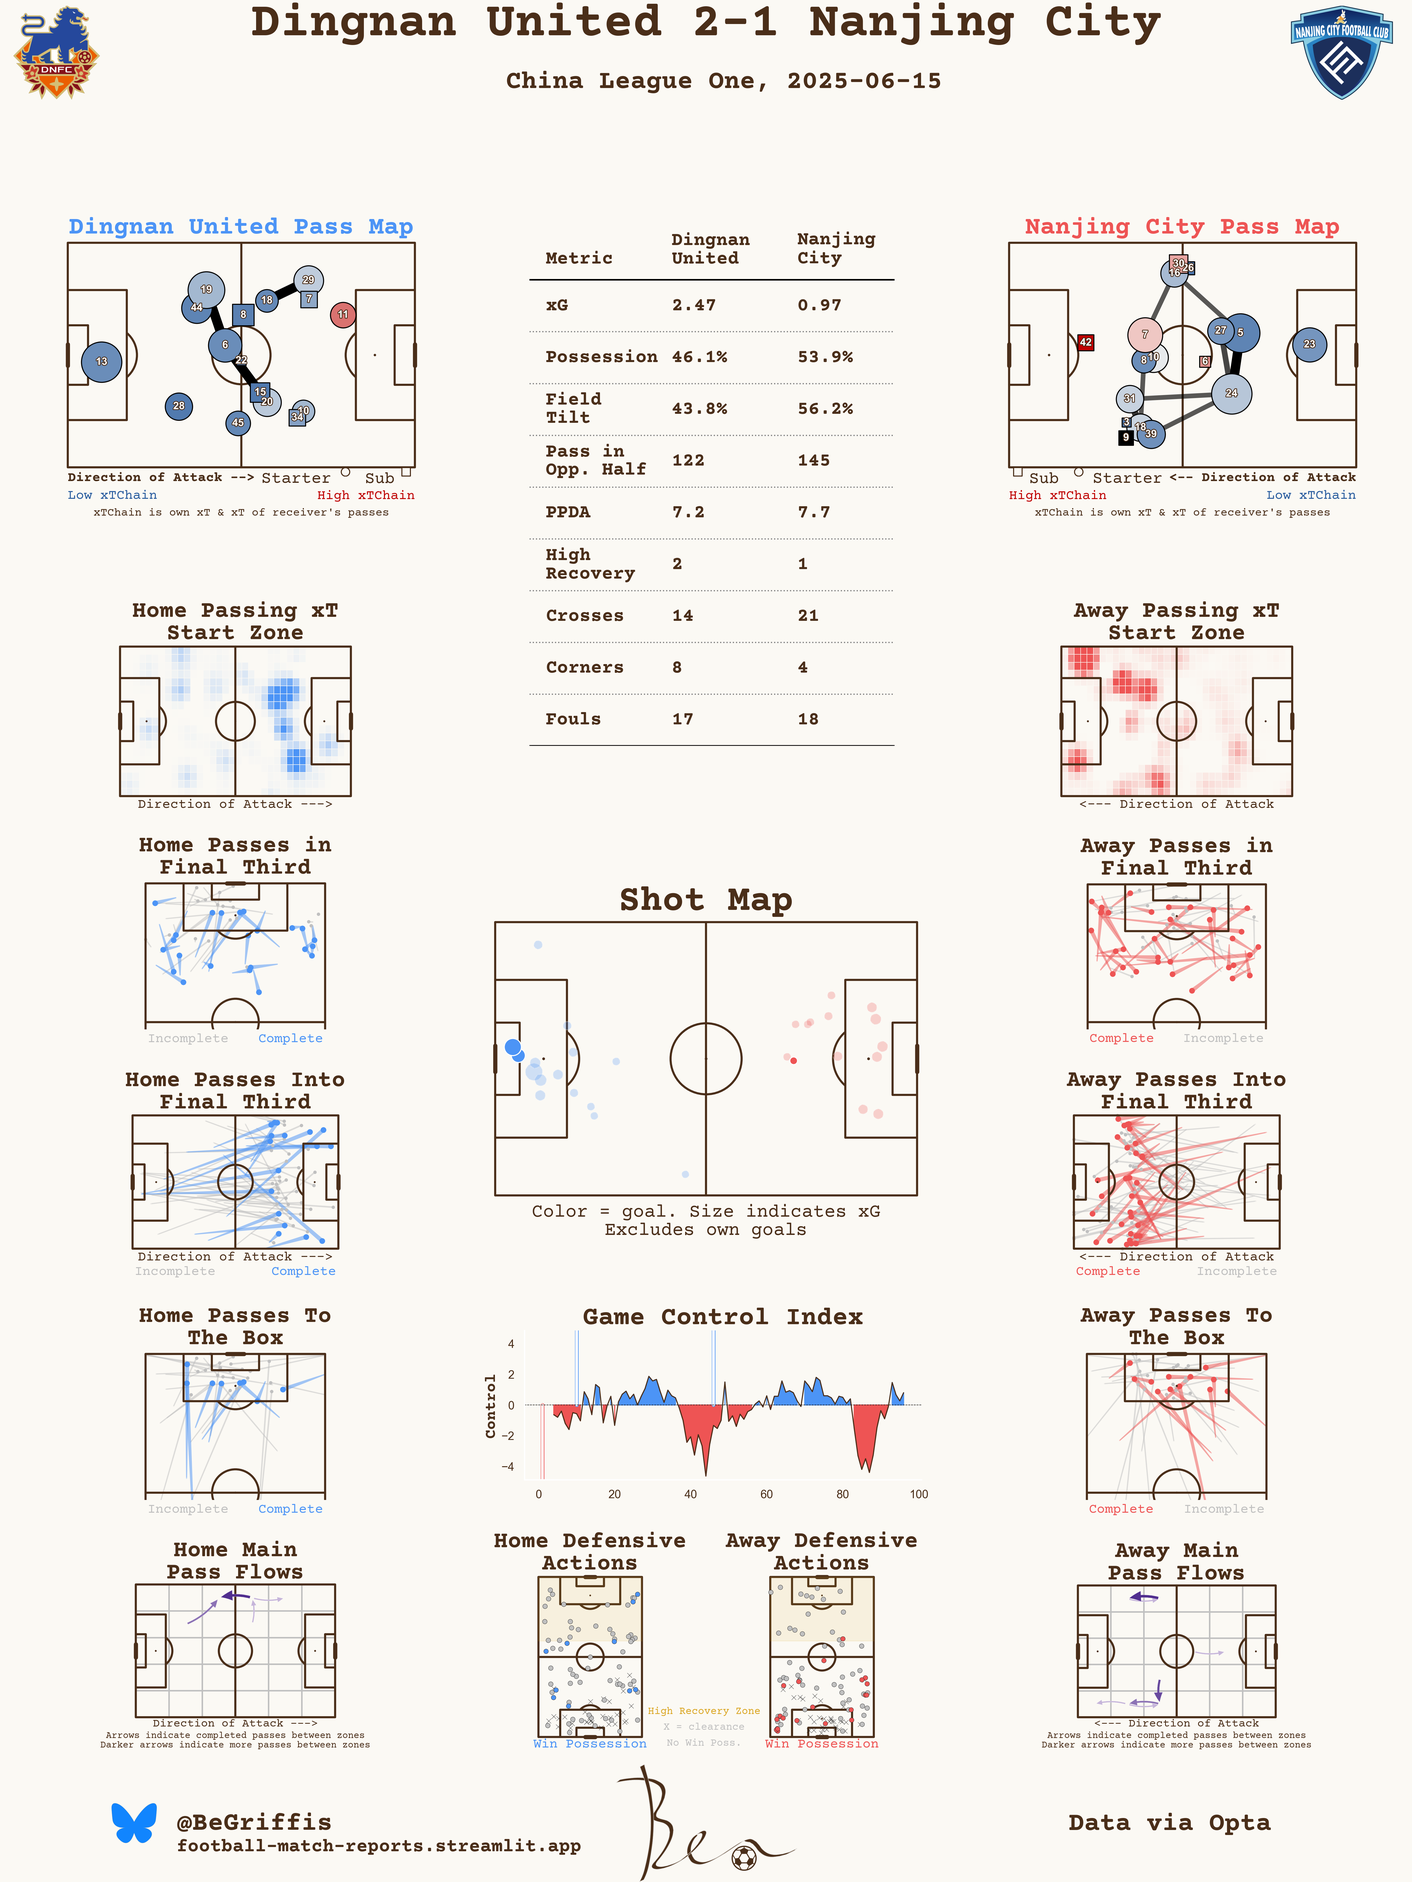 Dingnan United 2-1 Nanjing City
China League One, 2025-06-15
DNFC
NANJING CITY FOOTBALL CLUB
Dingnan United Pass Map
13
19
44
6
22
8
18
29
7
11
15
20
10
34
28
45
Direction of Attack --> Starter Sub
Low xTChain High xTChain
xTChain is own xT & xT of receiver's passes
Metric Dingnan United Nanjing City
xG 2.47 0.97
Possession 46.1% 53.9%
Field Tilt 43.8% 56.2%
Pass in Opp. Half 122 145
PPDA 7.2 7.7
High Recovery 2 1
Crosses 14 21
Corners 8 4
Fouls 17 18
Nanjing City Pass Map
30
16
26
7
42
8
10
6
27
5
23
24
31
3
18
9
39
Sub Starter <-- Direction of Attack
High xTChain Low xTChain
xTChain is own xT & xT of receiver's passes
Home Passing xT
Start Zone
Direction of Attack --->
Away Passing xT
Start Zone
<--- Direction of Attack
Home Passes in
Final Third
Incomplete Complete
Away Passes in
Final Third
Complete Incomplete
Shot Map
Color = goal. Size indicates xG
Excludes own goals
Home Passes Into
Final Third
Direction of Attack --->
Incomplete Complete
Away Passes Into
Final Third
<--- Direction of Attack
Complete Incomplete
Home Passes To
The Box
Incomplete Complete
Game Control Index
Control
4
2
0
−2
−4
0 20 40 60 80 100
Away Passes To
The Box
Complete Incomplete
Home Main
Pass Flows
Direction of Attack --->
Arrows indicate completed passes between zones
Darker arrows indicate more passes between zones
Home Defensive
Actions
Win Possession
High Recovery Zone
X = clearance
No Win Poss.
Away Defensive
Actions
Win Possession
Away Main
Pass Flows
<--- Direction of Attack
Arrows indicate completed passes between zones
Darker arrows indicate more passes between zones
@BeGriffis
football-match-reports.streamlit.app
Ben
Data via Opta